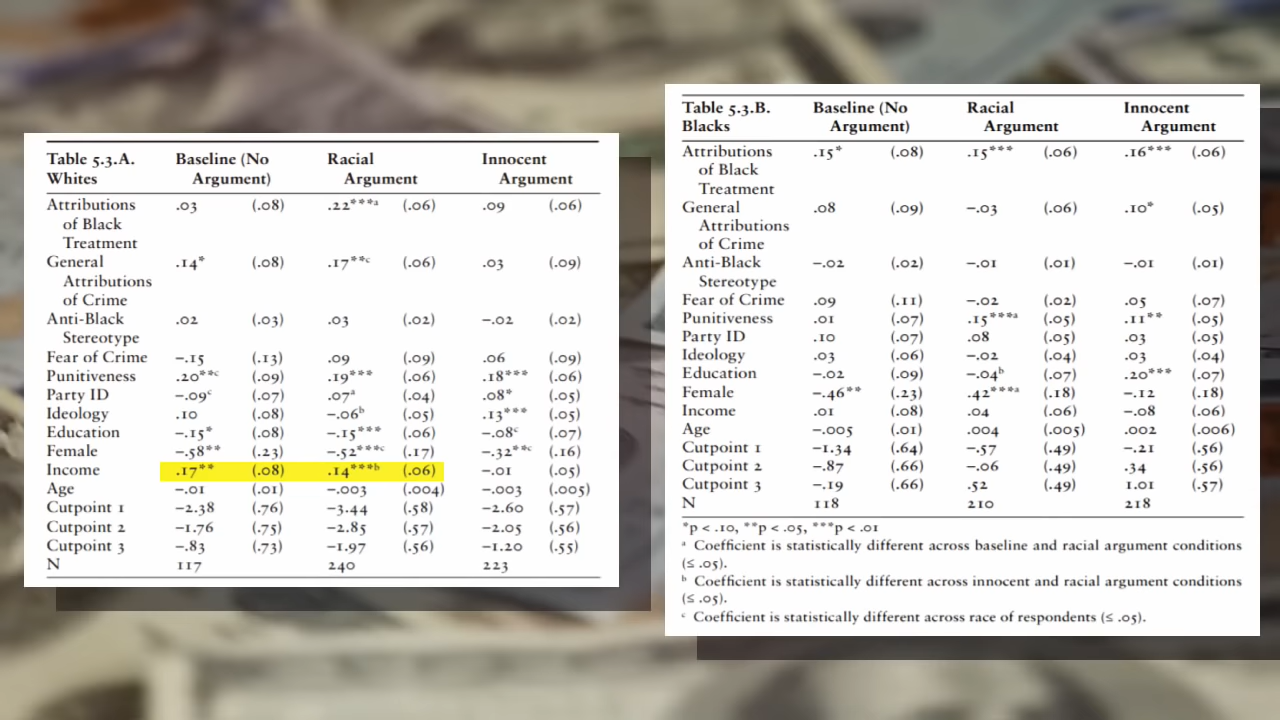 Table 5.3.A. Baseline (No Racial Innocent
Whites Argument) Argument Argument
Attributions .03 (.08) .22***ᵃ (.06) .09 (.06)
of Black
Treatment
General .14* (.08) .17**ᶜ (.06) .03 (.09)
Attributions
of Crime
Anti-Black .02 (.03) .03 (.02) –.02 (.02)
Stereotype
Fear of Crime –.15 (.13) .09 (.09) .06 (.09)
Punitiveness .20**ᶜ (.09) .19*** (.06) .18*** (.06)
Party ID –.09ᶜ (.07) .07ᵃ (.04) .08* (.05)
Ideology .10 (.08) –.06ᵇ (.05) .13*** (.05)
Education –.15* (.08) –.15*** (.06) –.08ᶜ (.07)
Female –.58** (.23) –.52***ᶜ (.17) –.32**ᶜ (.16)
Income .17** (.08) .14***ᵇ (.06) –.01 (.05)
Age –.01 (.01) –.003 (.004) –.003 (.005)
Cutpoint 1 –2.38 (.76) –3.44 (.58) –2.60 (.57)
Cutpoint 2 –1.76 (.75) –2.85 (.57) –2.05 (.56)
Cutpoint 3 –.83 (.73) –1.97 (.56) –1.20 (.55)
N 117 240 223
Table 5.3.B. Baseline (No Racial Innocent
Blacks Argument) Argument Argument
Attributions .15* (.08) .15*** (.06) .16*** (.06)
of Black
Treatment
General .08 (.09) –.03 (.06) .10* (.05)
Attributions
of Crime
Anti-Black –.02 (.02) –.01 (.01) –.01 (.01)
Stereotype
Fear of Crime .09 (.11) –.02 (.02) .05 (.07)
Punitiveness .01 (.07) .15***ᵃ (.05) .11** (.05)
Party ID .10 (.07) .08 (.05) .03 (.05)
Ideology .03 (.06) –.02 (.04) .03 (.04)
Education –.02 (.09) –.04ᵇ (.07) .20*** (.07)
Female –.46** (.23) .42***ᵃ (.18) –.12 (.18)
Income .01 (.08) .04 (.06) –.08 (.06)
Age –.005 (.01) .004 (.005) .002 (.006)
Cutpoint 1 –1.34 (.64) –.57 (.49) –.21 (.56)
Cutpoint 2 –.87 (.66) –.06 (.49) .34 (.56)
Cutpoint 3 –.19 (.66) .52 (.49) 1.01 (.57)
N 118 210 218
*p < .10, **p < .05, ***p < .01
ᵃ Coefficient is statistically different across baseline and racial argument conditions
(≤ .05).
ᵇ Coefficient is statistically different across innocent and racial argument conditions
(≤ .05).
ᶜ Coefficient is statistically different across race of respondents (≤ .05).